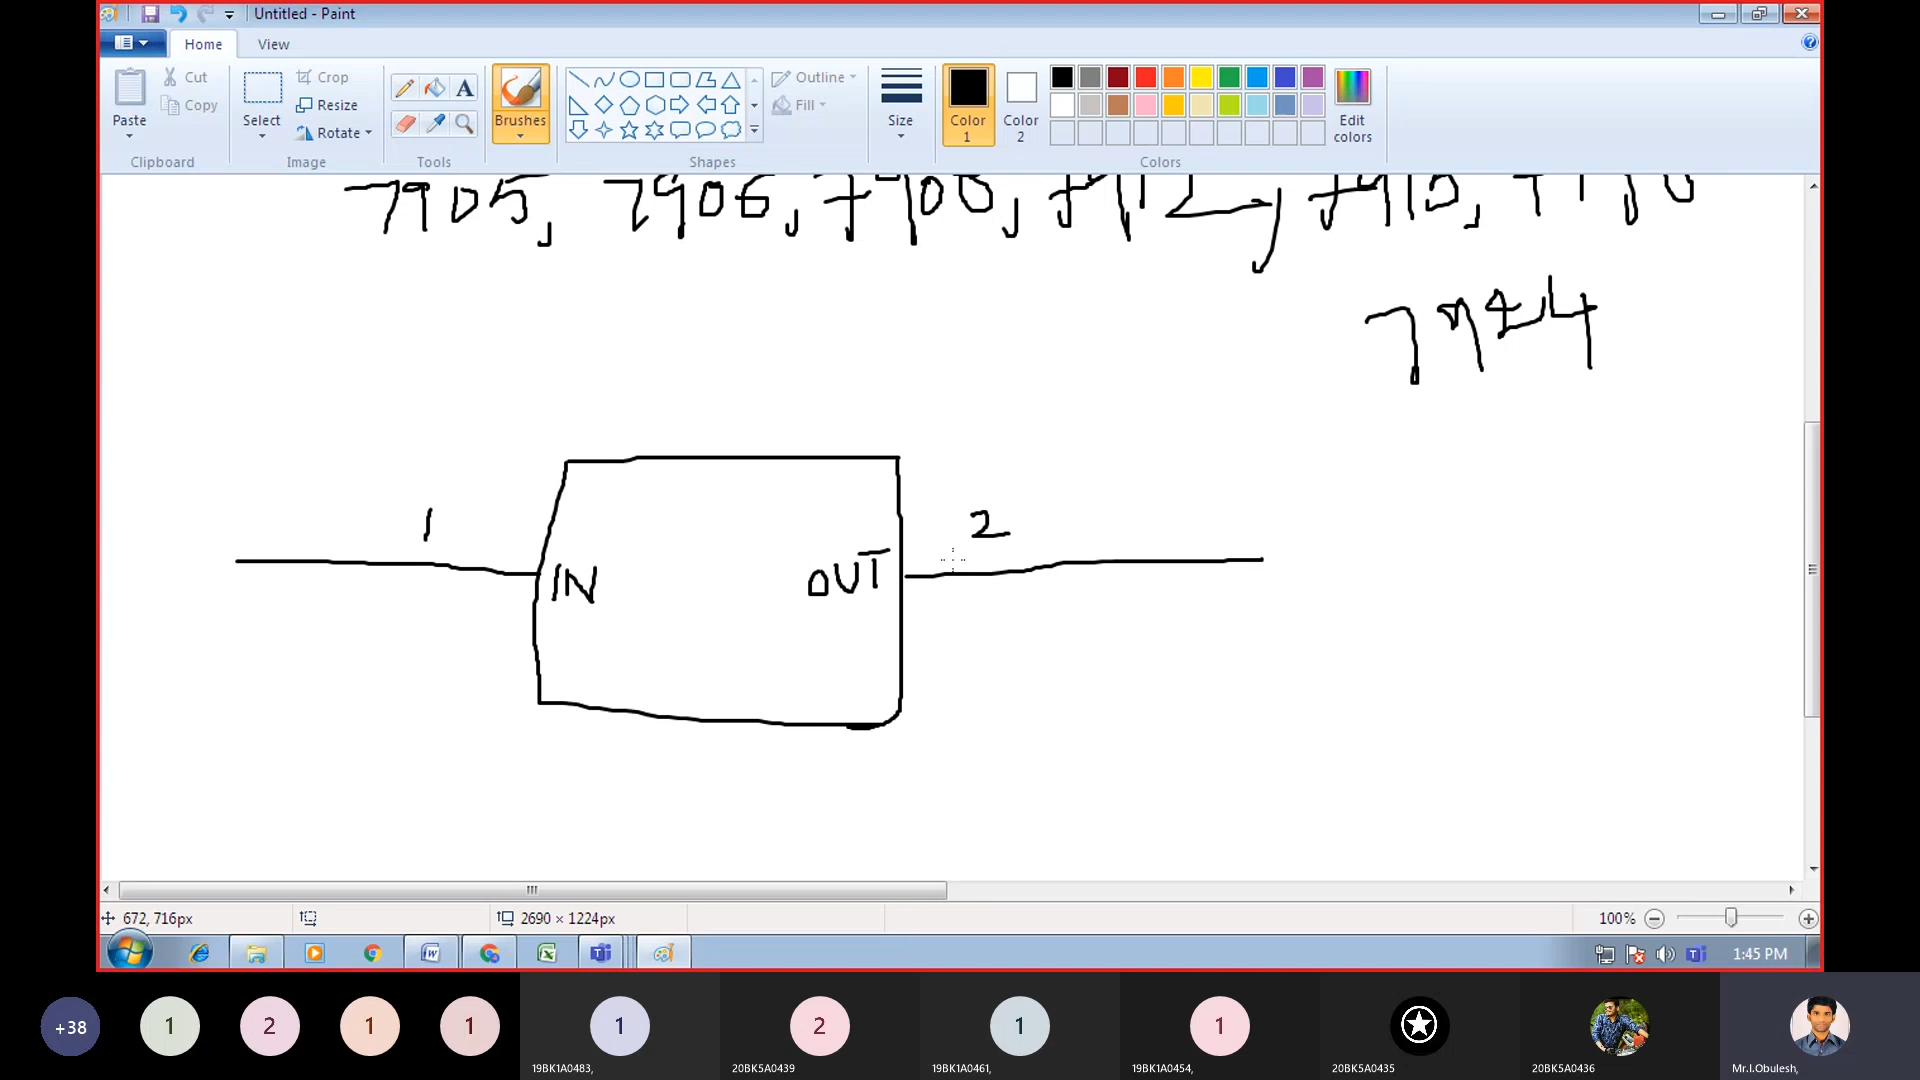 Untitled - Paint
Home View
Paste Cut Copy Clipboard
Select Crop Resize Rotate Image
Tools
Brushes
Outline Fill Shapes
Size
Color 1 Color 2 Edit colors Colors
7905, 7906, 7908, 7912, 7915, 7918
7924
1 2
IN OUT
672, 716px 2690 × 1224px 100%
1:45 PM
+38 1 2 1 1 1 2 1 1
19BK1A0483, 20BK5A0439 19BK1A0461, 19BK1A0454, 20BK5A0435 20BK5A0436 Mr.I.Obulesh,